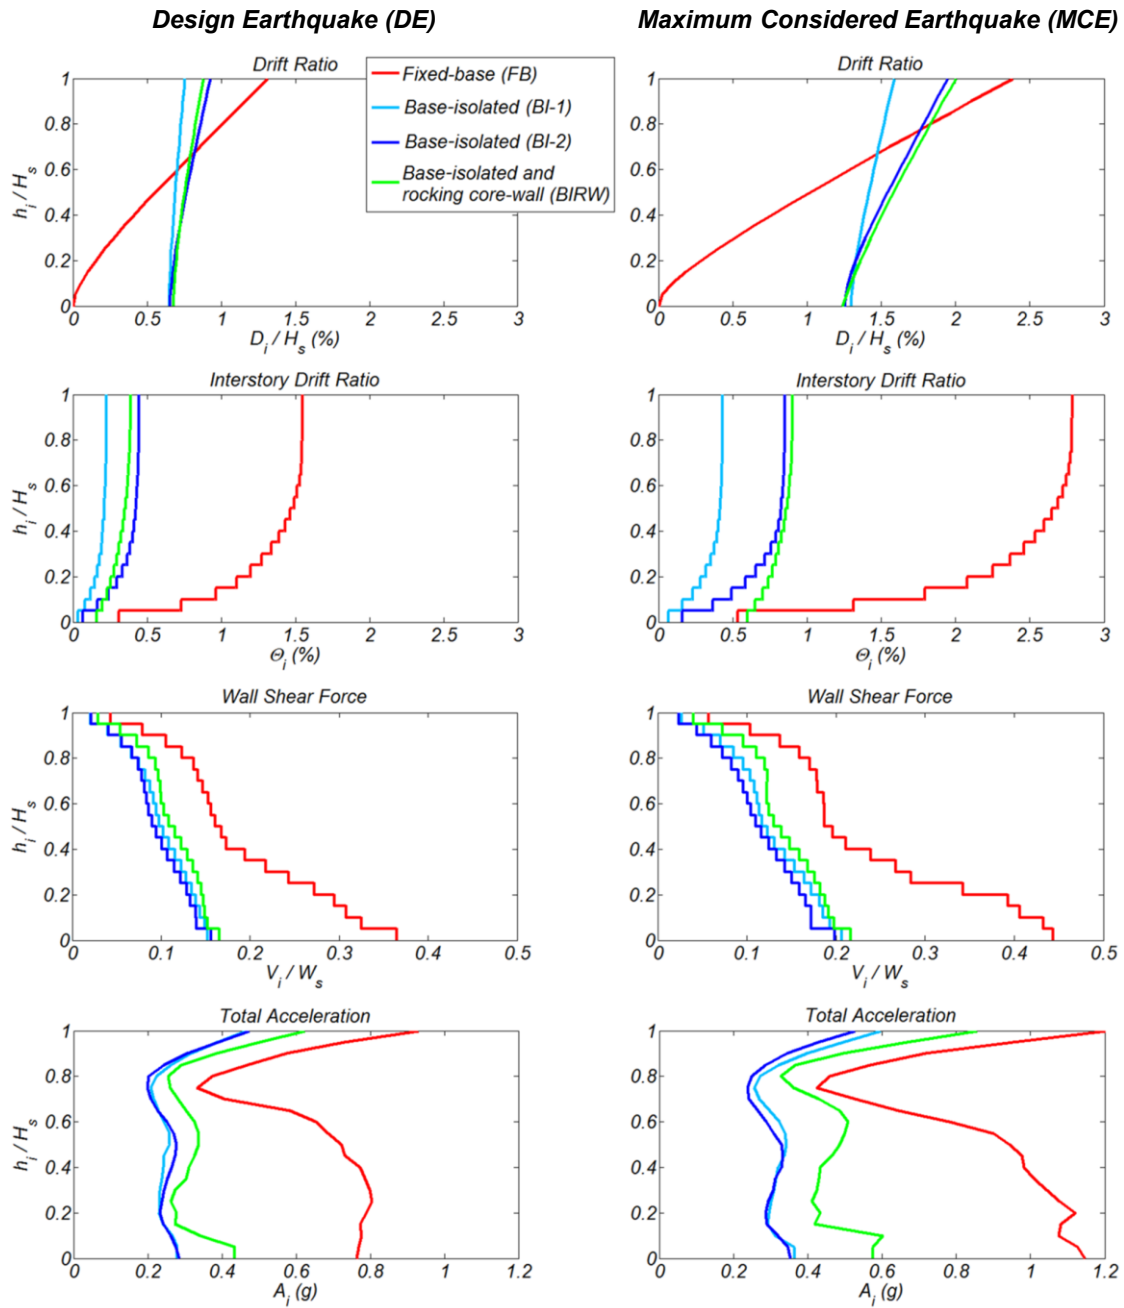 Design Earthquake (DE)
Maximum Considered Earthquake (MCE)
Drift Ratio
Fixed-base (FB)
Base-isolated (BI-1)
Base-isolated (BI-2)
Base-isolated and
rocking core-wall (BIRW)
h_i / H_s
1
0.8
0.6
0.4
0.2
0
0 0.5 1 1.5 2 2.5 3
D_i / H_s (%)
Drift Ratio
1
0.8
0.6
0.4
0.2
0
0 0.5 1 1.5 2 2.5 3
D_i / H_s (%)
Interstory Drift Ratio
h_i / H_s
1
0.8
0.6
0.4
0.2
0
0 0.5 1 1.5 2 2.5 3
Θ_i (%)
Interstory Drift Ratio
1
0.8
0.6
0.4
0.2
0
0 0.5 1 1.5 2 2.5 3
Θ_i (%)
Wall Shear Force
h_i / H_s
1
0.8
0.6
0.4
0.2
0
0 0.1 0.2 0.3 0.4 0.5
V_i / W_s
Wall Shear Force
1
0.8
0.6
0.4
0.2
0
0 0.1 0.2 0.3 0.4 0.5
V_i / W_s
Total Acceleration
h_i / H_s
1
0.8
0.6
0.4
0.2
0
0 0.2 0.4 0.6 0.8 1 1.2
A_i (g)
Total Acceleration
1
0.8
0.6
0.4
0.2
0
0 0.2 0.4 0.6 0.8 1 1.2
A_i (g)